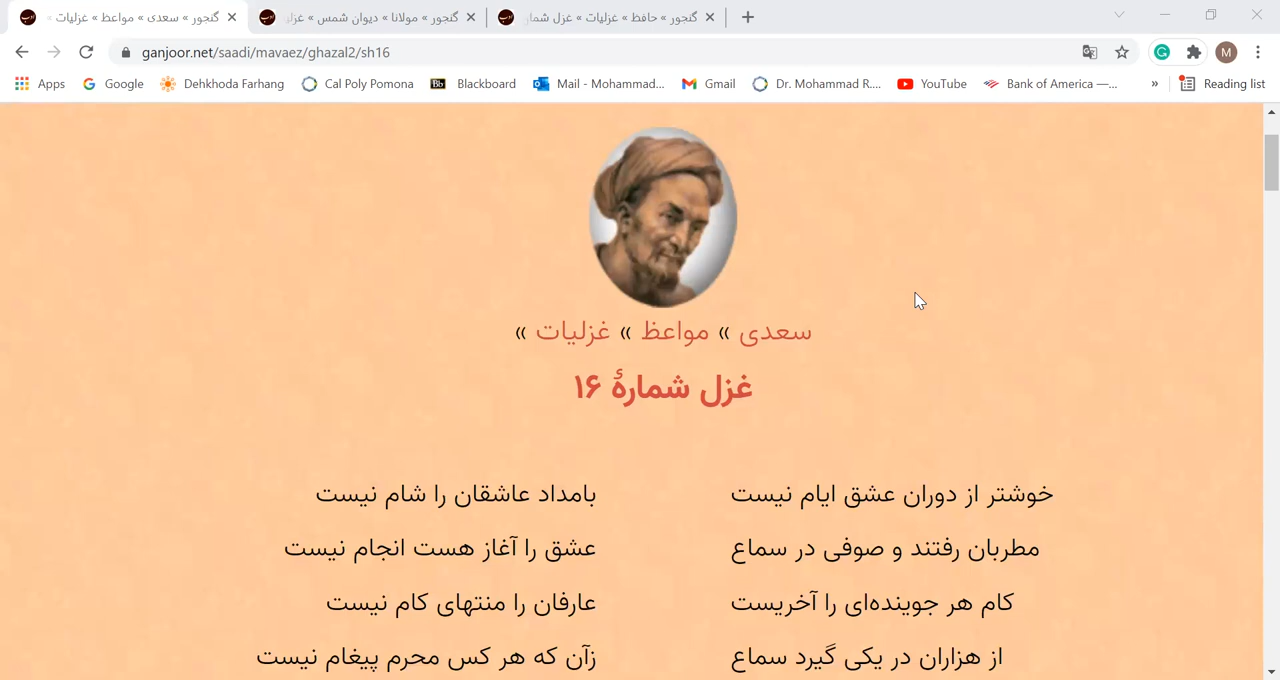 گنجور » سعدی » مواعظ » غزلیات »
گنجور » مولانا » دیوان شمس » غزلی
گنجور » حافظ » غزلیات » غزل شمار
ganjoor.net/saadi/mavaez/ghazal2/sh16
M
Apps Google Dehkhoda Farhang Cal Poly Pomona Bb Blackboard Mail - Mohammad... Gmail Dr. Mohammad R.... YouTube Bank of America —... » Reading list
سعدی » مواعظ » غزلیات »
غزل شمارهٔ ۱۶
خوشتر از دوران عشق ایام نیست بامداد عاشقان را شام نیست
مطربان رفتند و صوفی در سماع عشق را آغاز هست انجام نیست
کام هر جوینده‌ای را آخریست عارفان را منتهای کام نیست
از هزاران در یکی گیرد سماع زآن که هر کس محرم پیغام نیست